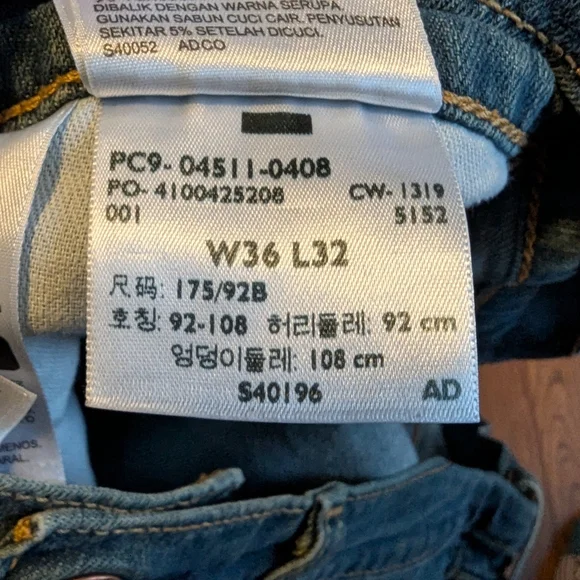 DIBALIK DENGAN WARNA SERUPA.
GUNAKAN SABUN CUCI CAIR. PENYUSUTAN
SEKITAR 5% SETELAH DICUCI.
S40052 ADCO
PC9-04511-0408
PO-4100425208 CW-1319
001 5152
W36 L32
尺码: 175/92B
호칭: 92-108 허리둘레: 92 cm
엉덩이둘레: 108 cm
S40196 AD
MENOS.